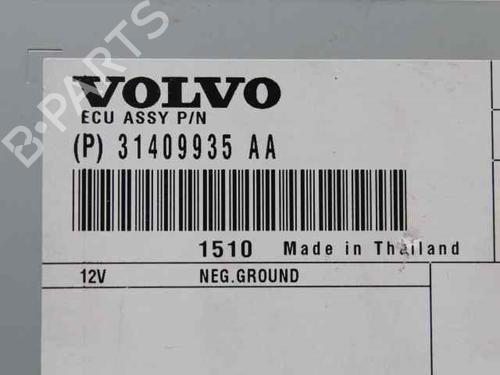 B-PARTS
VOLVO
ECU ASSY P/N
(P) 31409935 AA
1510 Made in Thailand
12V NEG.GROUND